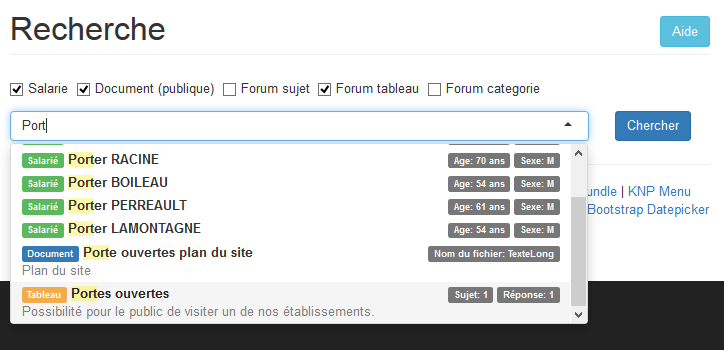 Recherche
Aide
Salarie Document (publique) Forum sujet Forum tableau Forum categorie
Port
Chercher
Salarié Porter RACINE Age: 70 ans Sexe: M
Salarié Porter BOILEAU Age: 54 ans Sexe: M
undle | KNP Menu
Salarié Porter PERREAULT Age: 61 ans Sexe: M
Bootstrap Datepicker
Salarié Porter LAMONTAGNE Age: 54 ans Sexe: M
Document Porte ouvertes plan du site Nom du fichier: TexteLong
Plan du site
Tableau Portes ouvertes Sujet: 1 Réponse: 1
Possibilité pour le public de visiter un de nos établissements.